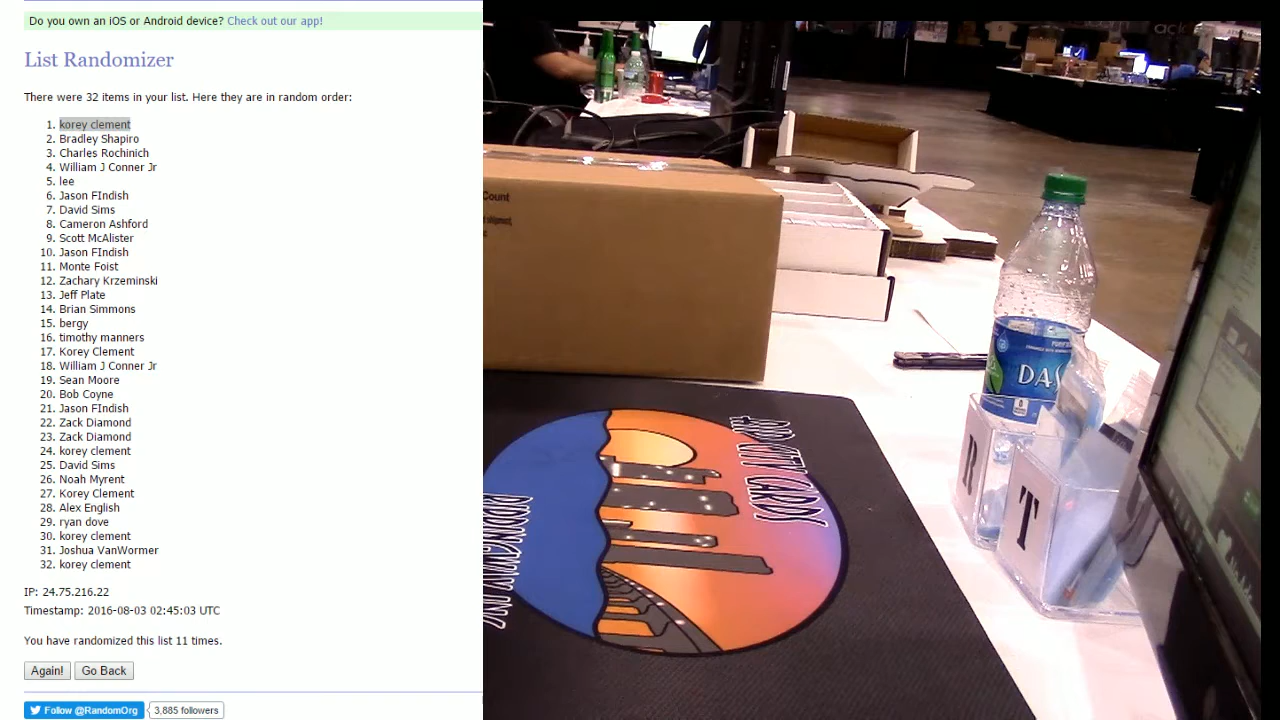 Do you own an iOS or Android device? Check out our app!
List Randomizer
There were 32 items in your list. Here they are in random order:
1. korey clement
2. Bradley Shapiro
3. Charles Rochinich
4. William J Conner Jr
5. lee
6. Jason FIndish
7. David Sims
8. Cameron Ashford
9. Scott McAlister
10. Jason FIndish
11. Monte Foist
12. Zachary Krzeminski
13. Jeff Plate
14. Brian Simmons
15. bergy
16. timothy manners
17. Korey Clement
18. William J Conner Jr
19. Sean Moore
20. Bob Coyne
21. Jason FIndish
22. Zack Diamond
23. Zack Diamond
24. korey clement
25. David Sims
26. Noah Myrent
27. Korey Clement
28. Alex English
29. ryan dove
30. korey clement
31. Joshua VanWormer
32. korey clement
IP: 24.75.216.22
Timestamp: 2016-08-03 02:45:03 UTC
You have randomized this list 11 times.
Again! Go Back
Follow @RandomOrg 3,885 followers
Count
DAS
R
T
CITY CARDS